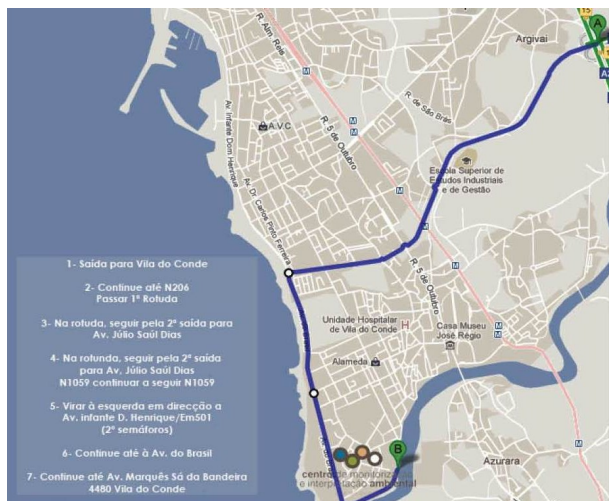 15
A
Argivai
R. Alm Reis
M
R. de São Brás
A.V.C
R. 5 de Outubro
Av. Infante Dom Henrique
Av. Dr. Carlos Pinto Ferreira
Escola Superior de
Estudos Industriais
e de Gestão
M
M
M
R. 5 de Outubro
1- Saída para Vila do Conde
2- Continue até N206
Passar 1ª Rotuda
3- Na rotuda, seguir pela 2ª saída para
Av. Júlio Saúl Dias
4- Na rotunda, seguir pela 2ª saída
para Av. Júlio Saúl Dias
N1059 continuar a seguir N1059
5- Virar à esquerda em direcção a
Av. infante D. Henrique/Em501
(2º semáforos)
6- Continue até à Av. do Brasil
7- Continue até Av. Marquês Sá da Bandeira
4480 Vila do Conde
Unidade Hospitalar
de Vila do Conde
H
Casa Museu
José Régio
M
Alameda
B
centro de monitorização
e interpretação ambiental
Azurara